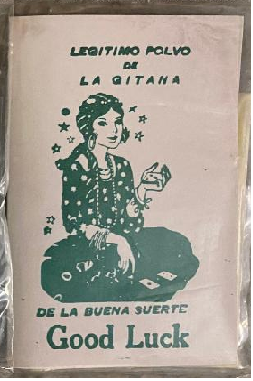 LEGITIMO POLVO
DE
LA GITANA
DE LA BUENA SUERTE
Good Luck